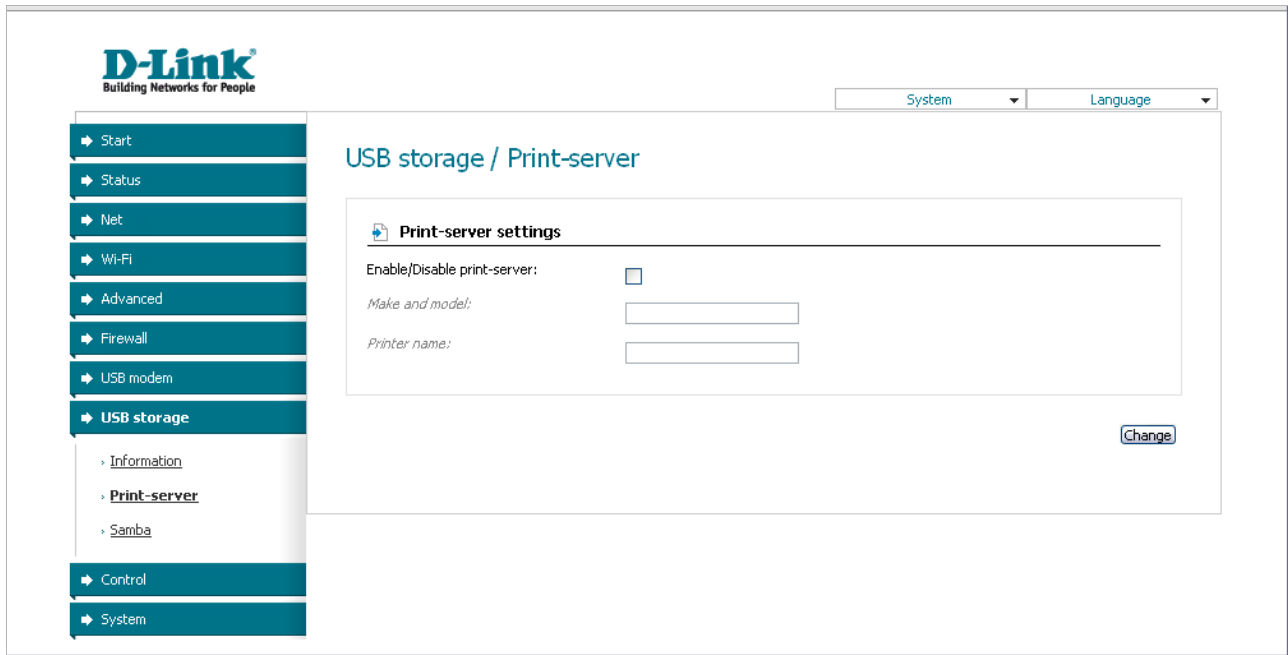 D-Link®
Building Networks for People
System
Language
Start
Status
Net
Wi-Fi
Advanced
Firewall
USB modem
USB storage
Information
Print-server
Samba
Control
System
USB storage / Print-server
Print-server settings
Enable/Disable print-server:
Make and model:
Printer name:
Change